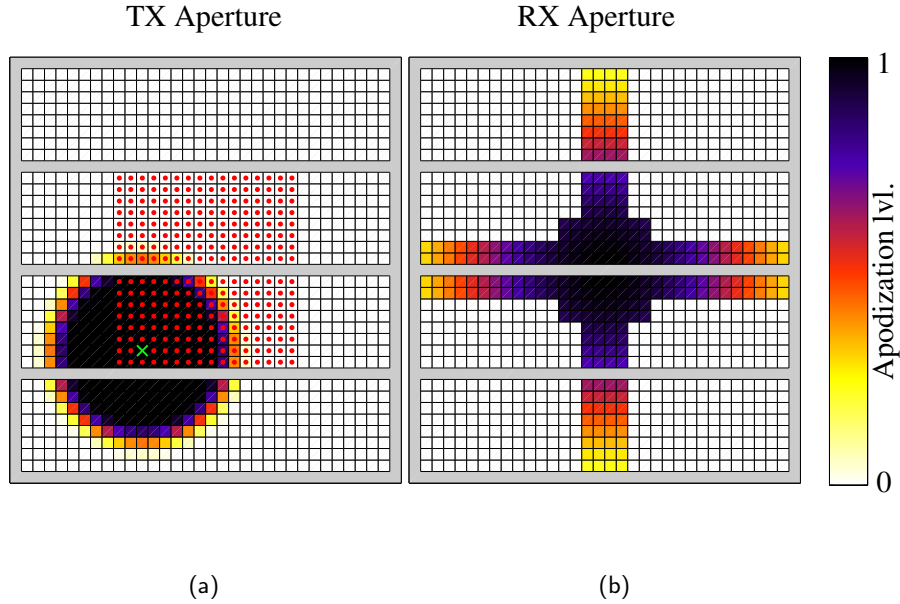 TX Aperture
RX Aperture
1
Apodization lvl.
0
(a)
(b)